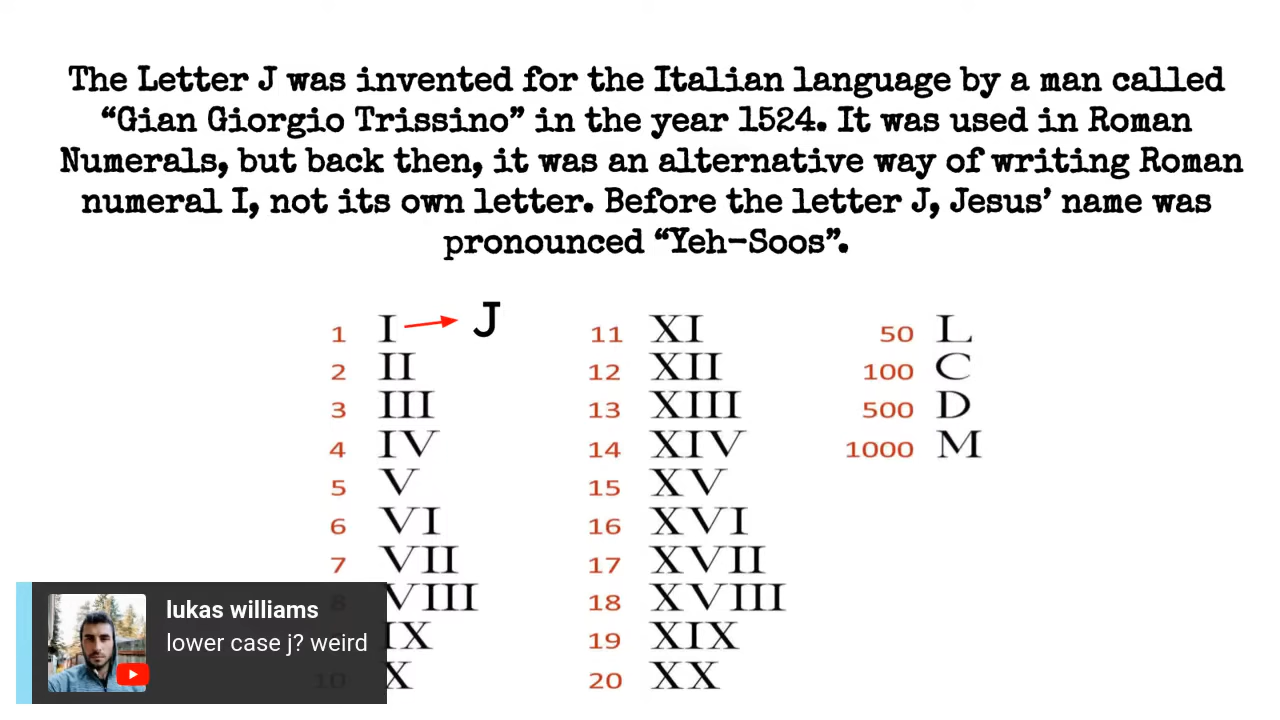 The Letter J was invented for the Italian language by a man called
“Gian Giorgio Trissino” in the year 1524. It was used in Roman
Numerals, but back then, it was an alternative way of writing Roman
numeral I, not its own letter. Before the letter J, Jesus’ name was
pronounced “Yeh-Soos”.
1 I J 11 XI 50 L
2 II 12 XII 100 C
3 III 13 XIII 500 D
4 IV 14 XIV 1000 M
5 V 15 XV
6 VI 16 XVI
7 VII 17 XVII
8 VIII 18 XVIII
IX 19 XIX
10 X 20 XX
lukas williams
lower case j? weird